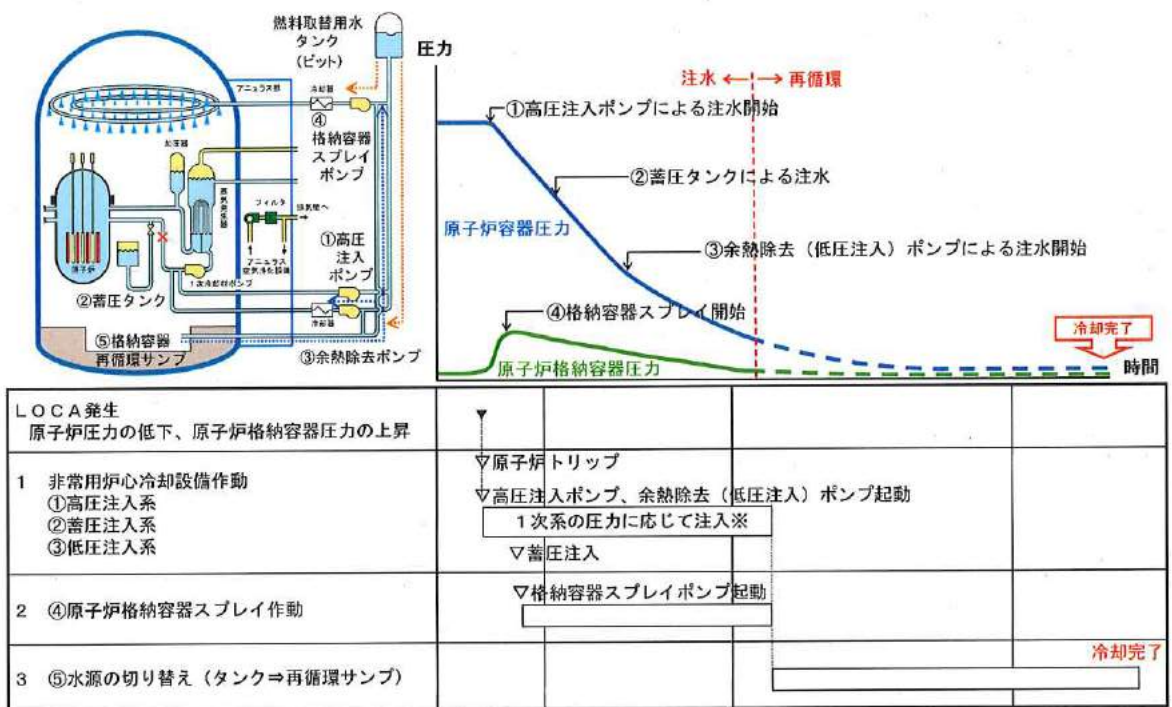 燃料取替用水
タンク
(ピット)
アニュラス部
冷却器
④
格納容器
スプレイ
ポンプ
加圧器
蒸気発生器
フィルタ
排気塔へ
原子炉
①高圧
注入
ポンプ
アニュラス
空気浄化設備
1次冷却材ポンプ
②蓄圧タンク
冷却器
⑤格納容器
再循環サンプ
③余熱除去ポンプ
圧力
注水 ←→ 再循環
①高圧注入ポンプによる注水開始
②蓄圧タンクによる注水
原子炉容器圧力
③余熱除去(低圧注入)ポンプによる注水開始
④格納容器スプレイ開始
冷却完了
原子炉格納容器圧力
時間
LOCA発生
原子炉圧力の低下、原子炉格納容器圧力の上昇
1 非常用炉心冷却設備作動
①高圧注入系
②蓄圧注入系
③低圧注入系
▽原子炉トリップ
▽高圧注入ポンプ、余熱除去(低圧注入)ポンプ起動
1次系の圧力に応じて注入※
▽蓄圧注入
2 ④原子炉格納容器スプレイ作動
▽格納容器スプレイポンプ起動
3 ⑤水源の切り替え(タンク⇒再循環サンプ)
冷却完了